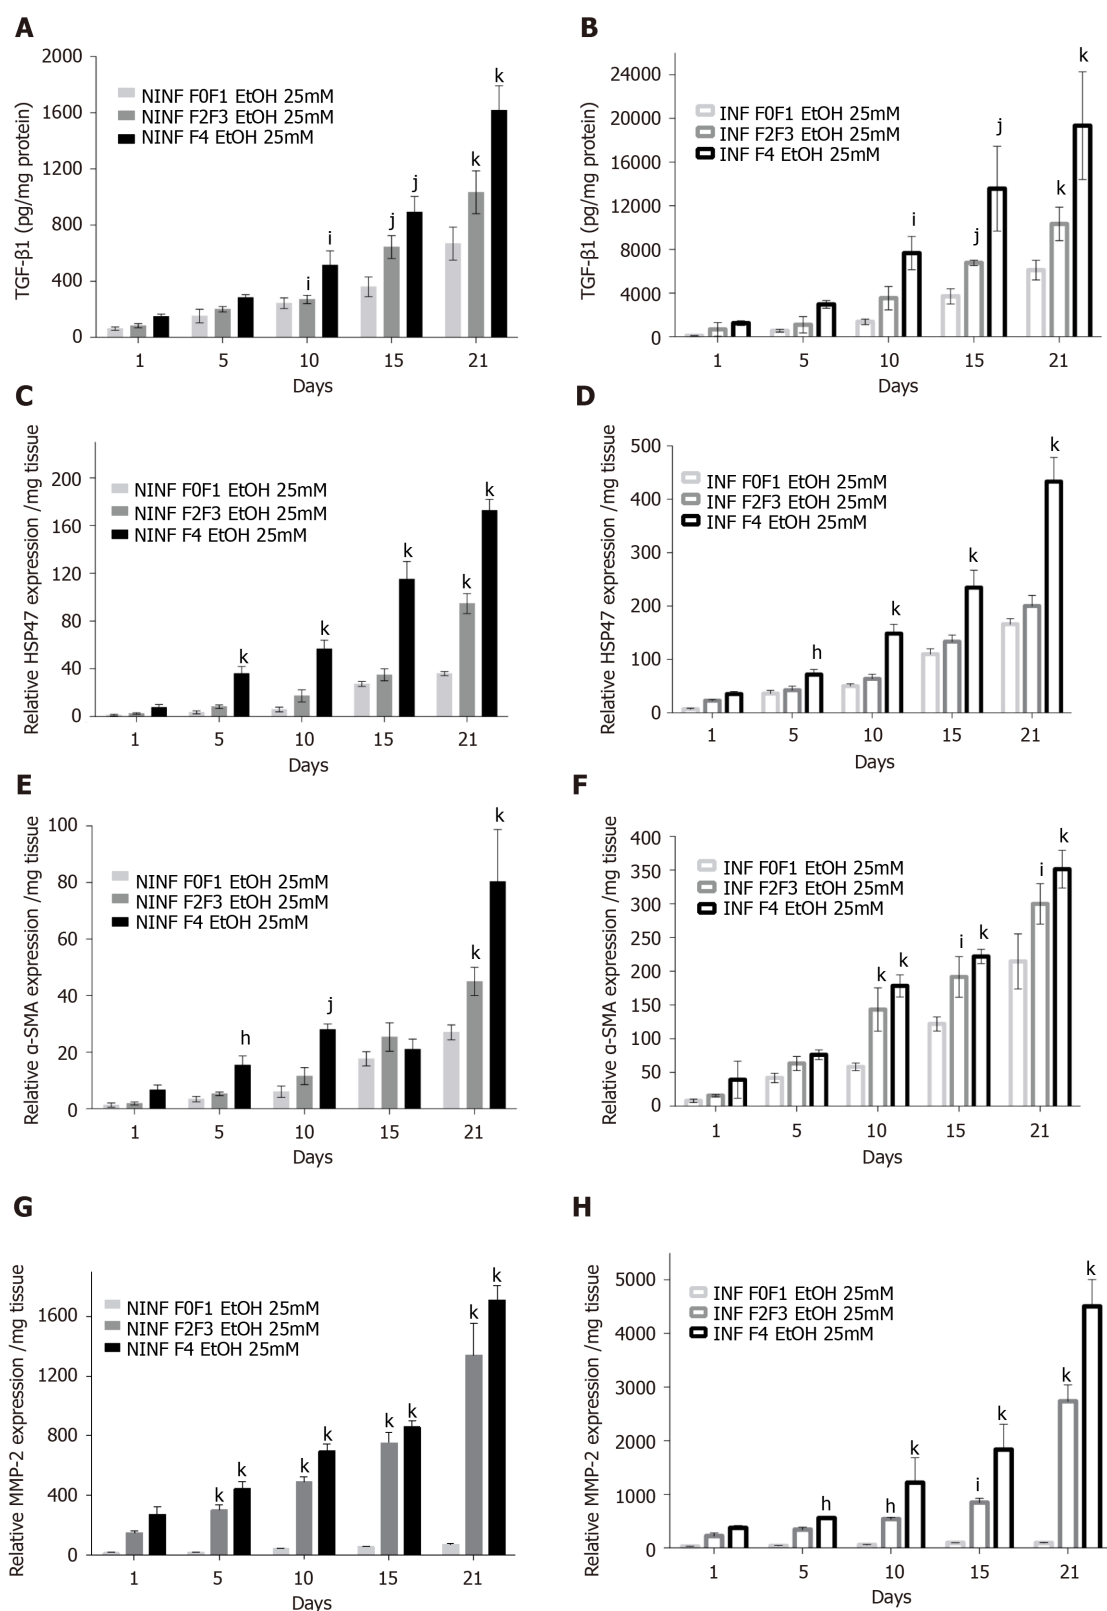 A
TGF-β1 (pg/mg protein)
2000
1600
1200
800
400
0
NINF F0F1 EtOH 25mM
NINF F2F3 EtOH 25mM
NINF F4 EtOH 25mM
i
i
j
j
k
k
1 5 10 15 21
Days
B
TGF-β1 (pg/mg protein)
24000
20000
16000
12000
8000
4000
0
INF F0F1 EtOH 25mM
INF F2F3 EtOH 25mM
INF F4 EtOH 25mM
i
j
j
k
k
1 5 10 15 21
Days
C
Relative HSP47 expression /mg tissue
200
160
120
80
40
0
NINF F0F1 EtOH 25mM
NINF F2F3 EtOH 25mM
NINF F4 EtOH 25mM
k
k
k
k
k
1 5 10 15 21
Days
D
Relative HSP47 expression /mg tissue
500
400
300
200
100
0
INF F0F1 EtOH 25mM
INF F2F3 EtOH 25mM
INF F4 EtOH 25mM
h
k
k
k
1 5 10 15 21
Days
E
Relative α-SMA expression /mg tissue
100
80
60
40
20
0
NINF F0F1 EtOH 25mM
NINF F2F3 EtOH 25mM
NINF F4 EtOH 25mM
h
j
k
k
1 5 10 15 21
Days
F
Relative α-SMA expression /mg tissue
400
350
300
250
200
150
100
50
0
INF F0F1 EtOH 25mM
INF F2F3 EtOH 25mM
INF F4 EtOH 25mM
k
k
i
k
i
k
1 5 10 15 21
Days
G
Relative MMP-2 expression /mg tissue
1600
1200
800
400
0
NINF F0F1 EtOH 25mM
NINF F2F3 EtOH 25mM
NINF F4 EtOH 25mM
k
k
k
k
k
k
k
k
1 5 10 15 21
Days
H
Relative MMP-2 expression /mg tissue
5000
4000
3000
2000
1000
0
INF F0F1 EtOH 25mM
INF F2F3 EtOH 25mM
INF F4 EtOH 25mM
h
h
k
i
k
k
k
1 5 10 15 21
Days